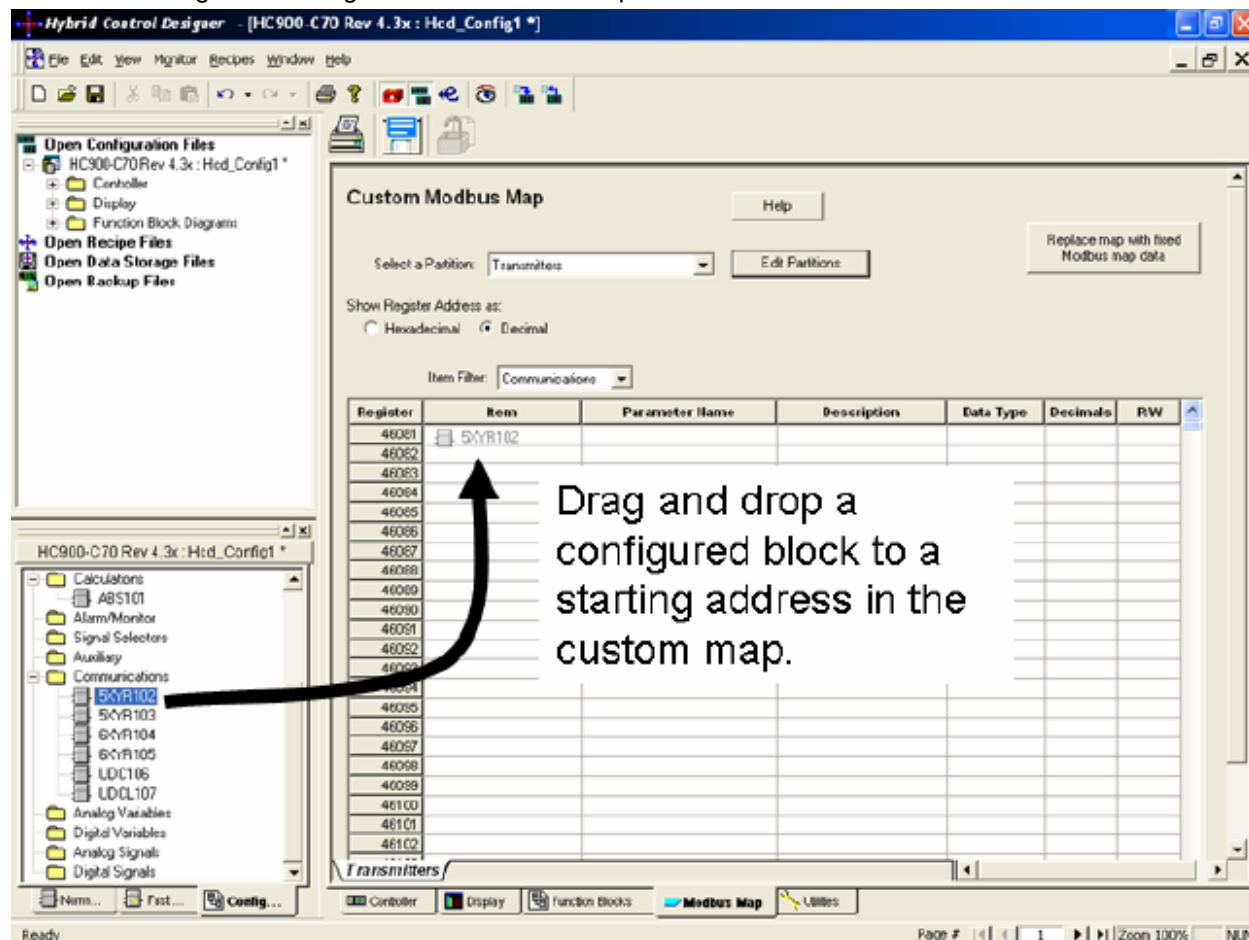 Hybrid Control Designer - [HC900-C70 Rev 4.3x : Hcd_Config1 *]
File Edit View Monitor Recipes Window Help
Open Configuration Files
HC900-C70 Rev 4.3x : Hcd_Config1 *
Controller
Display
Function Block Diagrams
Open Recipe Files
Open Data Storage Files
Open Backup Files
Custom Modbus Map
Help
Replace map with fixed
Modbus map data
Select a Partition: Transmitters
Edit Partitions
Show Register Address as:
Hexadecimal Decimal
Item Filter: Communications
Register Item Parameter Name Description Data Type Decimals RW
46081 5XYR102
46082
46083
46084
46085
46086
46087
46088
46089
46090
46091
46092
46093
46094
46095
46096
46097
46098
46099
46100
46101
46102
Drag and drop a
configured block to a
starting address in the
custom map.
HC900-C70 Rev 4.3x : Hcd_Config1 *
Calculations
ABS101
Alarm/Monitor
Signal Selectors
Auxiliary
Communications
5XYR102
5XYR103
6XYR104
6XYR105
UDC106
UDCL107
Analog Variables
Digital Variables
Analog Signals
Digital Signals
Transmitters
Norm... Fast... Config...
Controller Display Function Blocks Modbus Map Utilities
Ready
Page # 1 Zoom 100% NUM